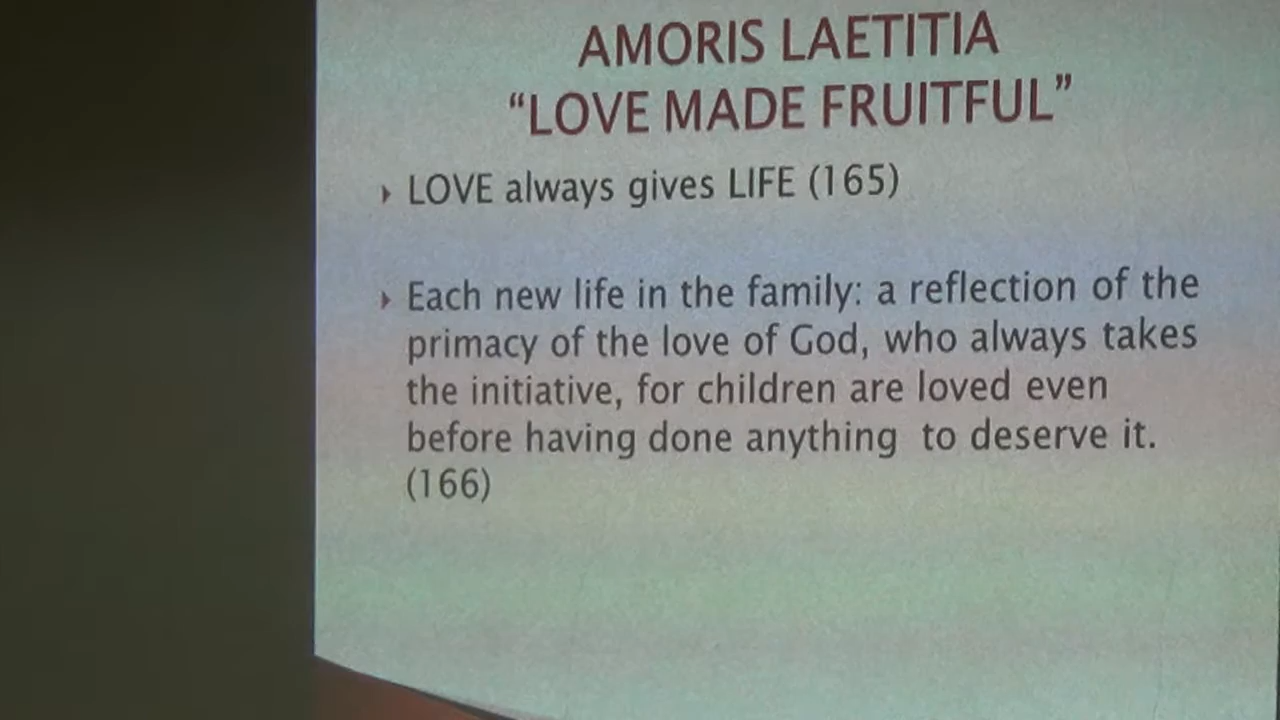 AMORIS LAETITIA
“LOVE MADE FRUITFUL”
LOVE always gives LIFE (165)
Each new life in the family: a reflection of the
primacy of the love of God, who always takes
the initiative, for children are loved even
before having done anything to deserve it.
(166)